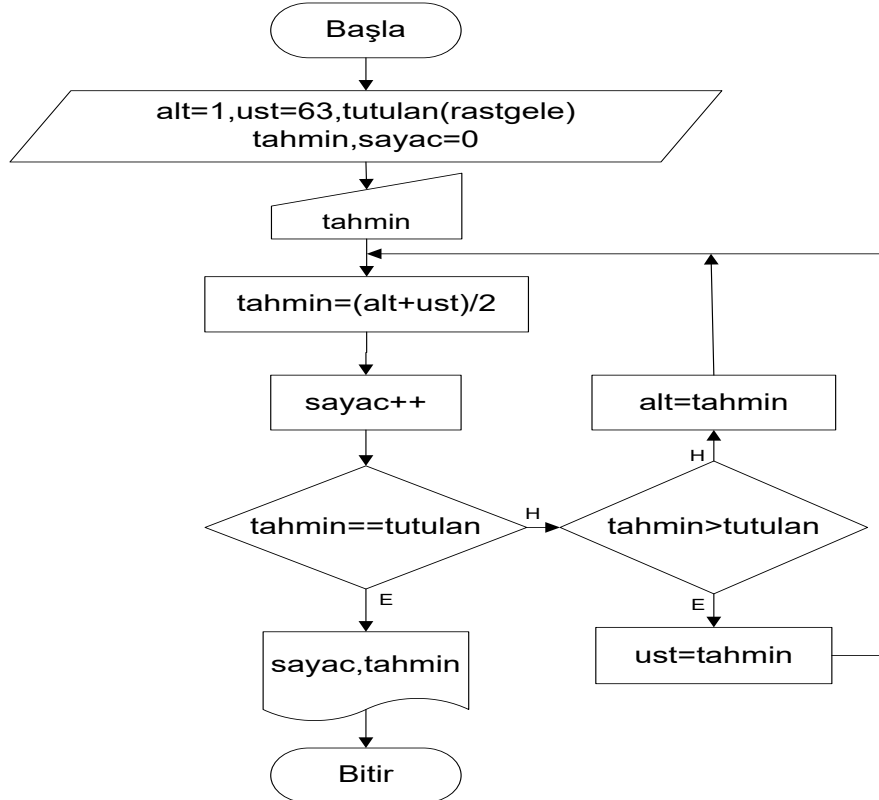 Başla
alt=1,ust=63,tutulan(rastgele)
tahmin,sayac=0
tahmin
tahmin=(alt+ust)/2
sayac++
alt=tahmin
H
tahmin==tutulan
H
tahmin>tutulan
E
E
sayac,tahmin
ust=tahmin
Bitir